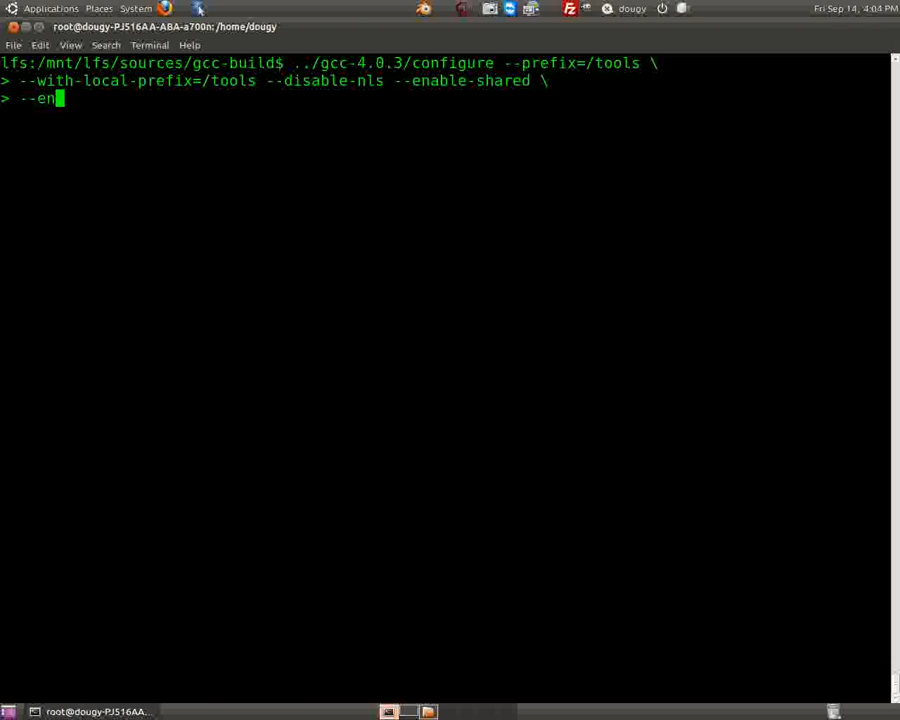 Applications Places System dougy Fri Sep 14, 4:04 PM
root@dougy-PJ516AA-ABA-a700n: /home/dougy
File Edit View Search Terminal Help
lfs:/mnt/lfs/sources/gcc-build$ ../gcc-4.0.3/configure --prefix=/tools \
> --with-local-prefix=/tools --disable-nls --enable-shared \
> --en
root@dougy-PJ516AA...